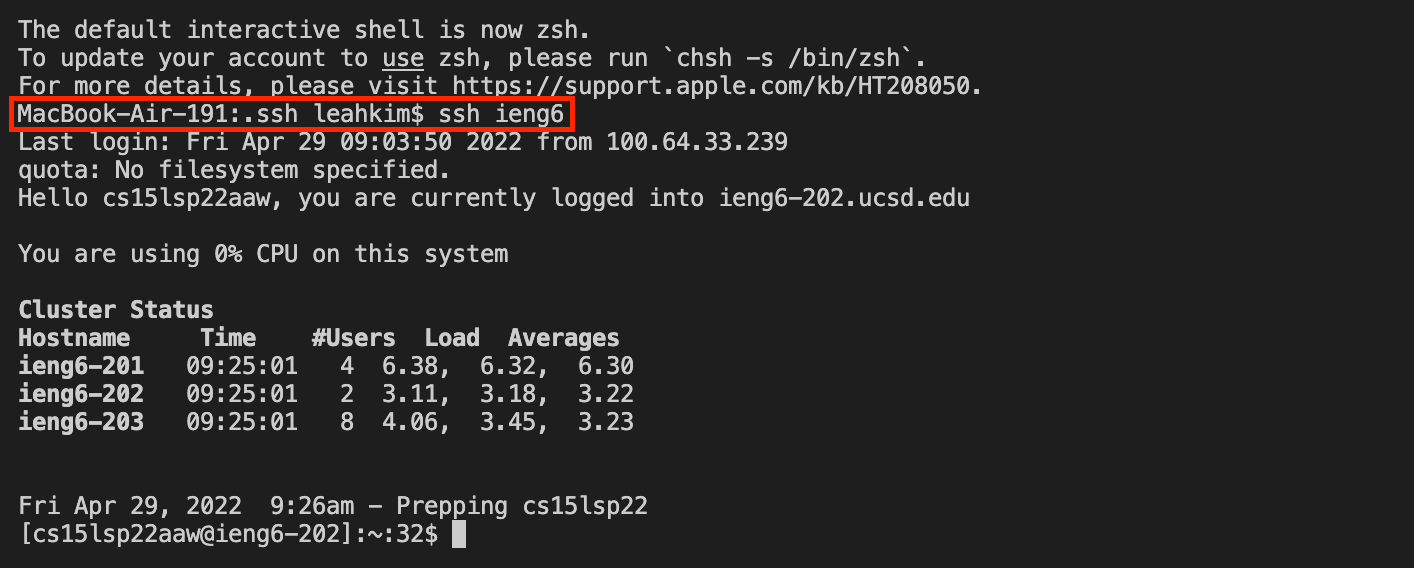 The default interactive shell is now zsh.
To update your account to use zsh, please run `chsh -s /bin/zsh`.
For more details, please visit https://support.apple.com/kb/HT208050.
MacBook-Air-191:.ssh leahkim$ ssh ieng6
Last login: Fri Apr 29 09:03:50 2022 from 100.64.33.239
quota: No filesystem specified.
Hello cs15lsp22aaw, you are currently logged into ieng6-202.ucsd.edu
You are using 0% CPU on this system
Cluster Status
Hostname     Time    #Users  Load  Averages
ieng6-201   09:25:01   4  6.38,  6.32,  6.30
ieng6-202   09:25:01   2  3.11,  3.18,  3.22
ieng6-203   09:25:01   8  4.06,  3.45,  3.23
Fri Apr 29, 2022  9:26am - Prepping cs15lsp22
[cs15lsp22aaw@ieng6-202]:~:32$